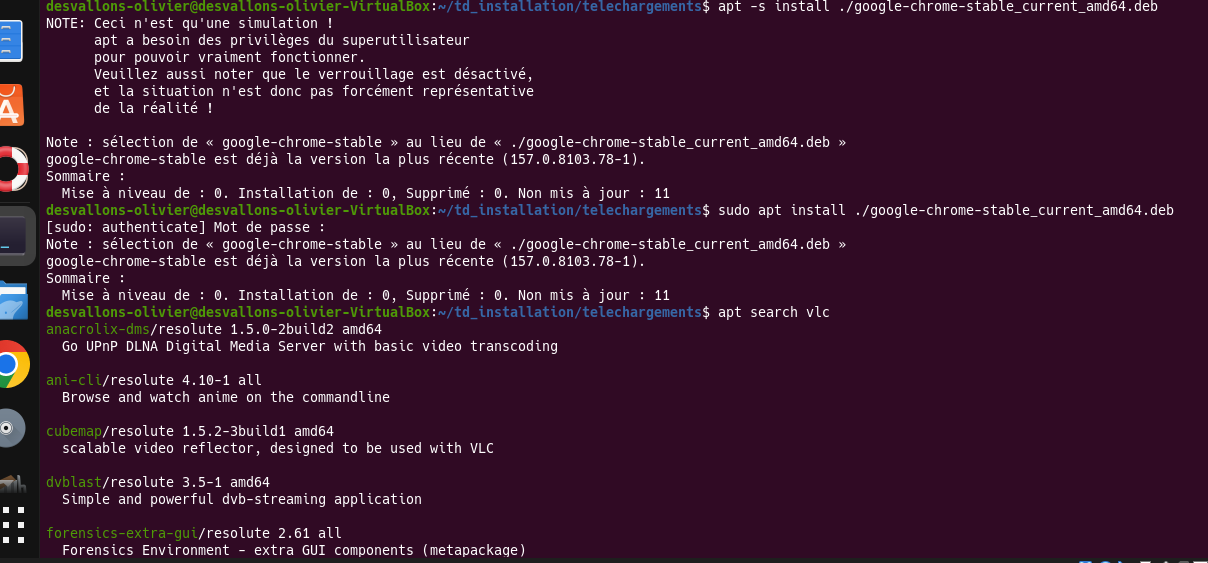 desvallons-olivier@desvallons-olivier-VirtualBox:~/td_installation/telechargements$ apt -s install ./google-chrome-stable_current_amd64.deb
NOTE: Ceci n'est qu'une simulation !
      apt a besoin des privilèges du superutilisateur
      pour pouvoir vraiment fonctionner.
      Veuillez aussi noter que le verrouillage est désactivé,
      et la situation n'est donc pas forcément représentative
      de la réalité !

Note : sélection de « google-chrome-stable » au lieu de « ./google-chrome-stable_current_amd64.deb »
google-chrome-stable est déjà la version la plus récente (157.0.8103.78-1).
Sommaire :
  Mise à niveau de : 0. Installation de : 0, Supprimé : 0. Non mis à jour : 11
desvallons-olivier@desvallons-olivier-VirtualBox:~/td_installation/telechargements$ sudo apt install ./google-chrome-stable_current_amd64.deb
[sudo: authenticate] Mot de passe :
Note : sélection de « google-chrome-stable » au lieu de « ./google-chrome-stable_current_amd64.deb »
google-chrome-stable est déjà la version la plus récente (157.0.8103.78-1).
Sommaire :
  Mise à niveau de : 0. Installation de : 0, Supprimé : 0. Non mis à jour : 11
desvallons-olivier@desvallons-olivier-VirtualBox:~/td_installation/telechargements$ apt search vlc
anacrolix-dms/resolute 1.5.0-2build2 amd64
  Go UPnP DLNA Digital Media Server with basic video transcoding

ani-cli/resolute 4.10-1 all
  Browse and watch anime on the commandline

cubemap/resolute 1.5.2-3build1 amd64
  scalable video reflector, designed to be used with VLC

dvblast/resolute 3.5-1 amd64
  Simple and powerful dvb-streaming application

forensics-extra-gui/resolute 2.61 all
  Forensics Environment - extra GUI components (metapackage)